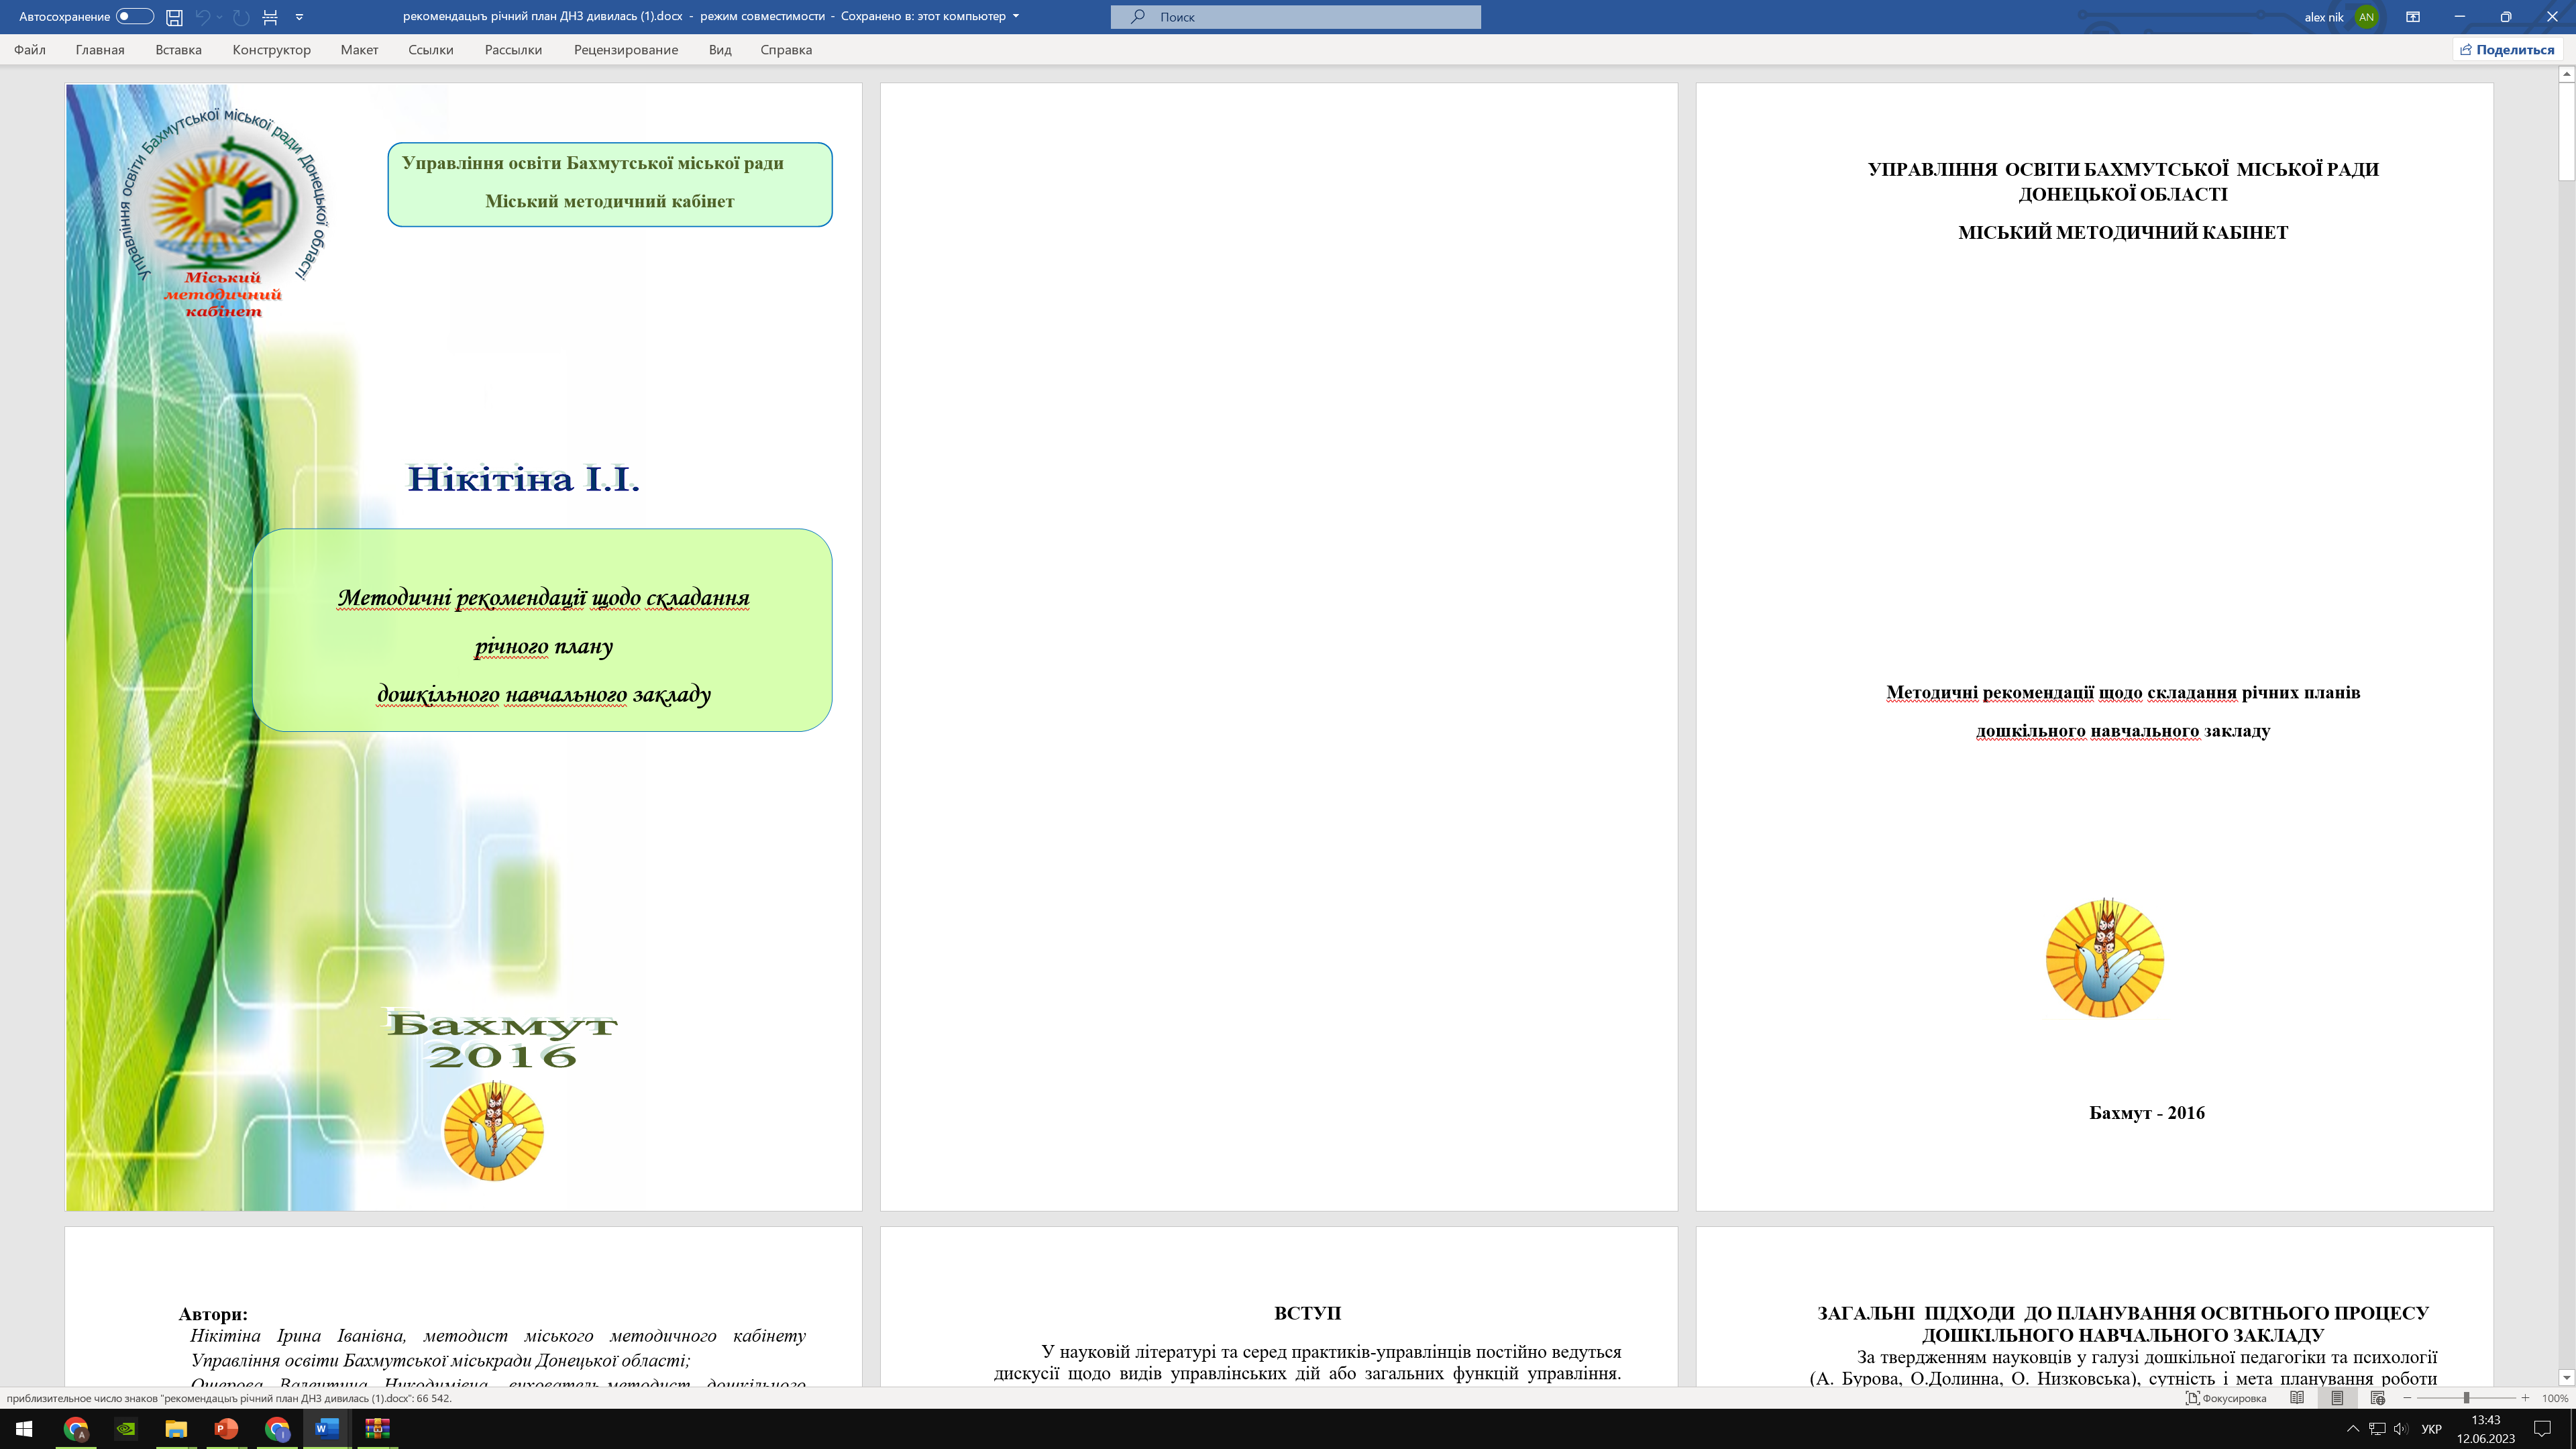 Автосохранение
рекомендацыъ річний план ДНЗ дивилась (1).docx - режим совместимости - Сохранено в: этот компьютер
Поиск
alex nik
AN
Файл Главная Вставка Конструктор Макет Ссылки Рассылки Рецензирование Вид Справка
Поделиться
Управління освіти Бахмутської міської ради Донецької області
Міський
методичний
кабінет
Управління освіти Бахмутської міської ради
Міський методичний кабінет
Нікітіна І.І.
Методичні рекомендації щодо складання
річного плану
дошкільного навчального закладу
Бахмут
2016
УПРАВЛІННЯ ОСВІТИ БАХМУТСЬКОЇ МІСЬКОЇ РАДИ
ДОНЕЦЬКОЇ ОБЛАСТІ
МІСЬКИЙ МЕТОДИЧНИЙ КАБІНЕТ
Методичні рекомендації щодо складання річних планів
дошкільного навчального закладу
Бахмут - 2016
Автори:
Нікітіна Ірина Іванівна, методист міського методичного кабінету
Управління освіти Бахмутської міськради Донецької області;
Ошерова Валентина Никодимівна, вихователь-методист дошкільного
ВСТУП
У науковій літературі та серед практиків-управлінців постійно ведуться
дискусії щодо видів управлінських дій або загальних функцій управління.
ЗАГАЛЬНІ ПІДХОДИ ДО ПЛАНУВАННЯ ОСВІТНЬОГО ПРОЦЕСУ
ДОШКІЛЬНОГО НАВЧАЛЬНОГО ЗАКЛАДУ
За твердженням науковців у галузі дошкільної педагогіки та психології
(А. Бурова, О.Долинна, О. Низковська), сутність і мета планування роботи
приблизительное число знаков "рекомендацыъ річний план ДНЗ дивилась (1).docx": 66 542.
Фокусировка
100%
УКР
13:43
12.06.2023